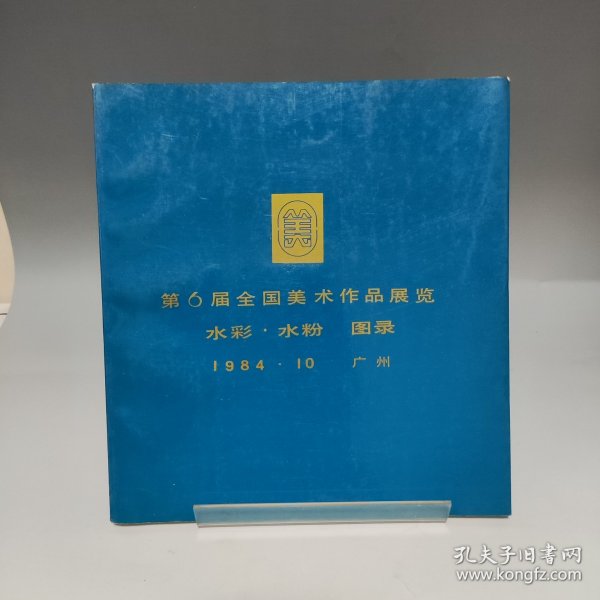 美
第6届全国美术作品展览
水彩·水粉 图录
1984·10 广州
孔夫子旧書网
www.kongfz.com